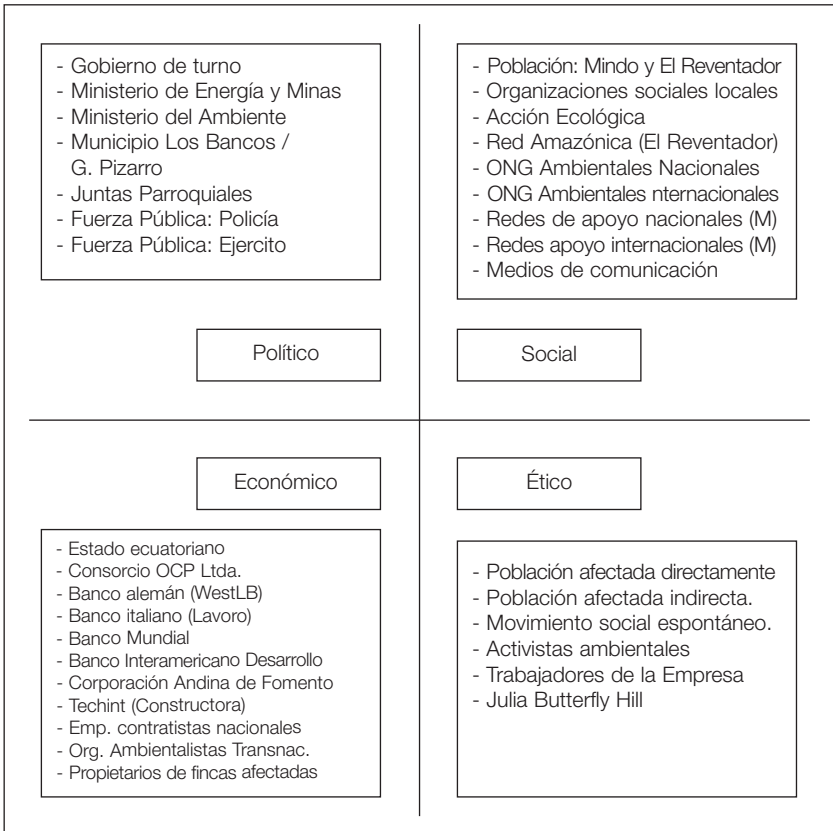 - Gobierno de turno
- Ministerio de Energía y Minas
- Ministerio del Ambiente
- Municipio Los Bancos /
G. Pizarro
- Juntas Parroquiales
- Fuerza Pública: Policía
- Fuerza Pública: Ejercito
Político
- Población: Mindo y El Reventador
- Organizaciones sociales locales
- Acción Ecológica
- Red Amazónica (El Reventador)
- ONG Ambientales Nacionales
- ONG Ambientales nternacionales
- Redes de apoyo nacionales (M)
- Redes apoyo internacionales (M)
- Medios de comunicación
Social
Económico
- Estado ecuatoriano
- Consorcio OCP Ltda.
- Banco alemán (WestLB)
- Banco italiano (Lavoro)
- Banco Mundial
- Banco Interamericano Desarrollo
- Corporación Andina de Fomento
- Techint (Constructora)
- Emp. contratistas nacionales
- Org. Ambientalistas Transnac.
- Propietarios de fincas afectadas
Ético
- Población afectada directamente
- Población afectada indirecta.
- Movimiento social espontáneo.
- Activistas ambientales
- Trabajadores de la Empresa
- Julia Butterfly Hill